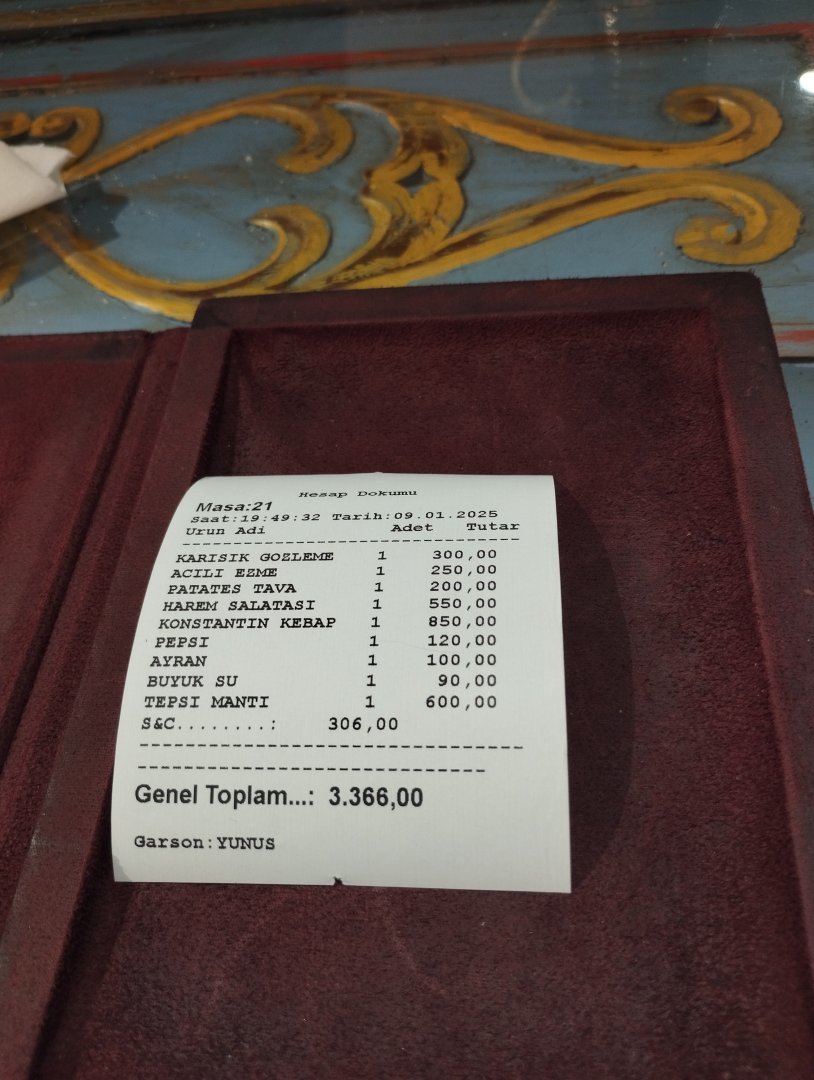 Hesap Dokumu
Masa:21
Saat:19:49:32 Tarih:09.01.2025
Urun Adi Adet Tutar
--------------------------------
KARISIK GOZLEME 1 300,00
ACILI EZME 1 250,00
PATATES TAVA 1 200,00
HAREM SALATASI 1 550,00
KONSTANTIN KEBAP 1 850,00
PEPSI 1 120,00
AYRAN 1 100,00
BUYUK SU 1 90,00
TEPSI MANTI 1 600,00
S&C........: 306,00
--------------------------------
-----------------------------
Genel Toplam...: 3.366,00
Garson:YUNUS